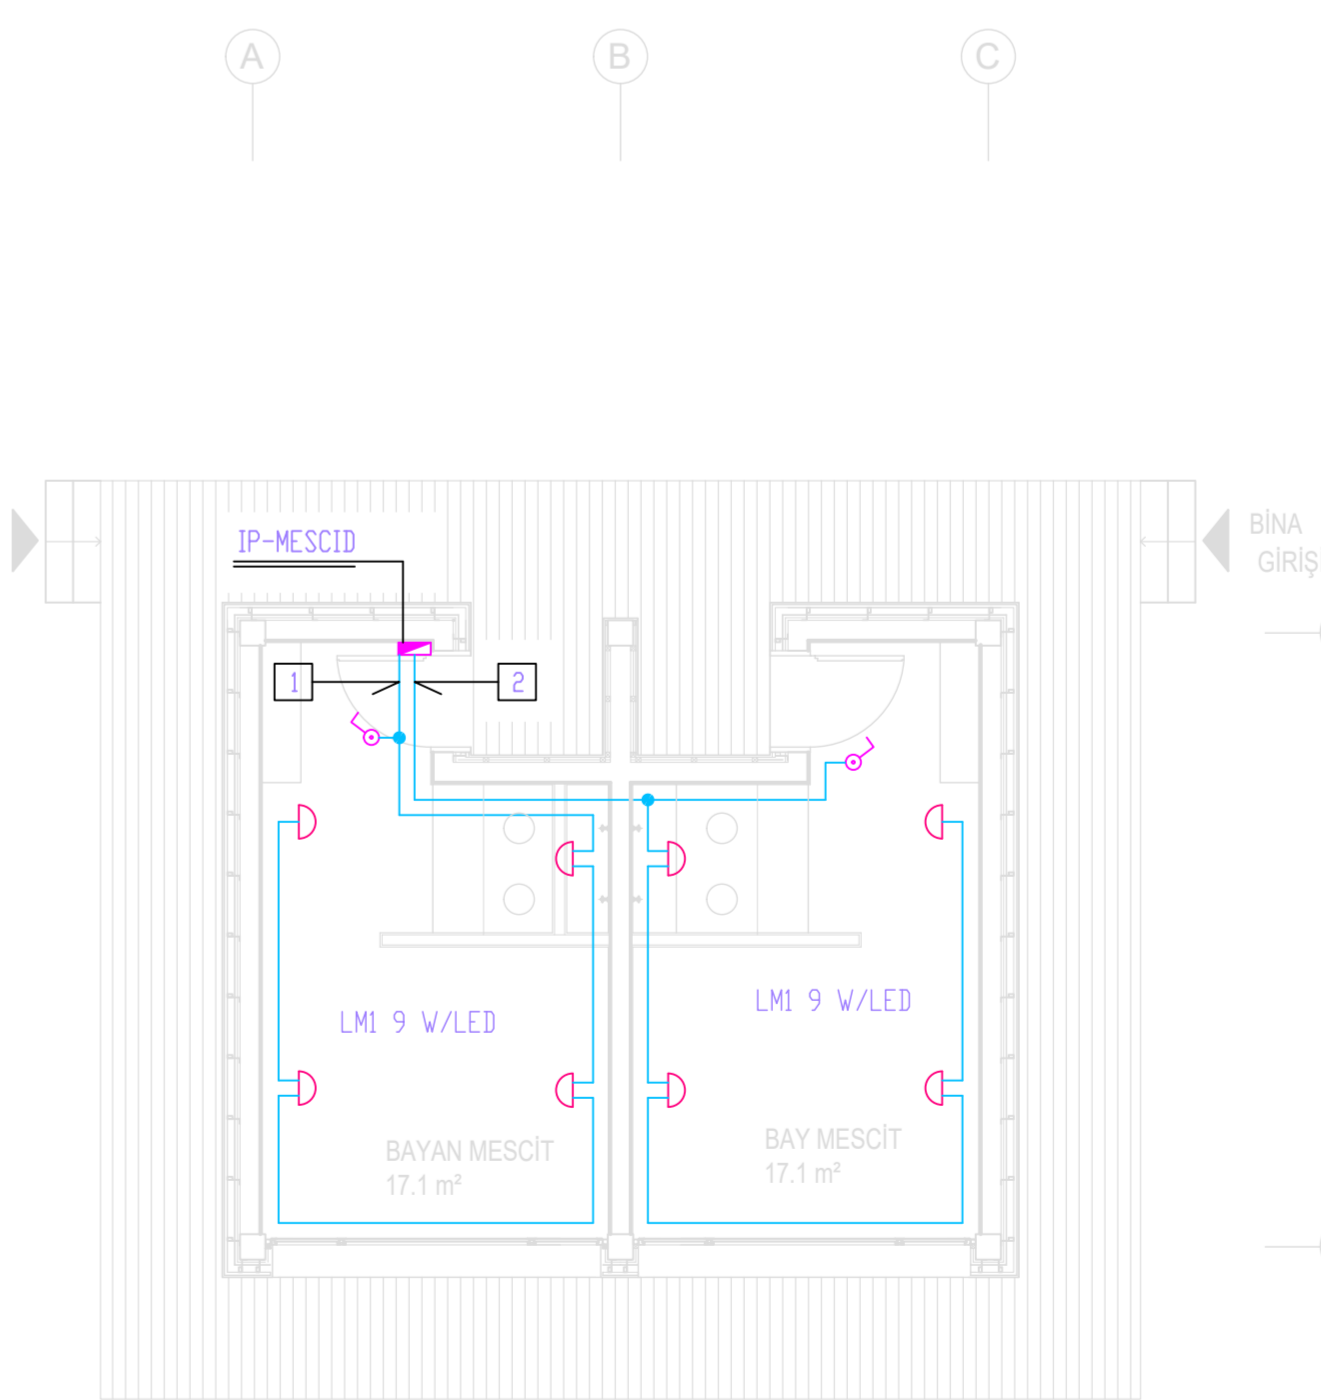 A
B
C
BİNA
GİRİŞ
IP-MESCID
1
2
LM1 9 W/LED
LM1 9 W/LED
BAYAN MESCİT
17.1 m²
BAY MESCİT
17.1 m²